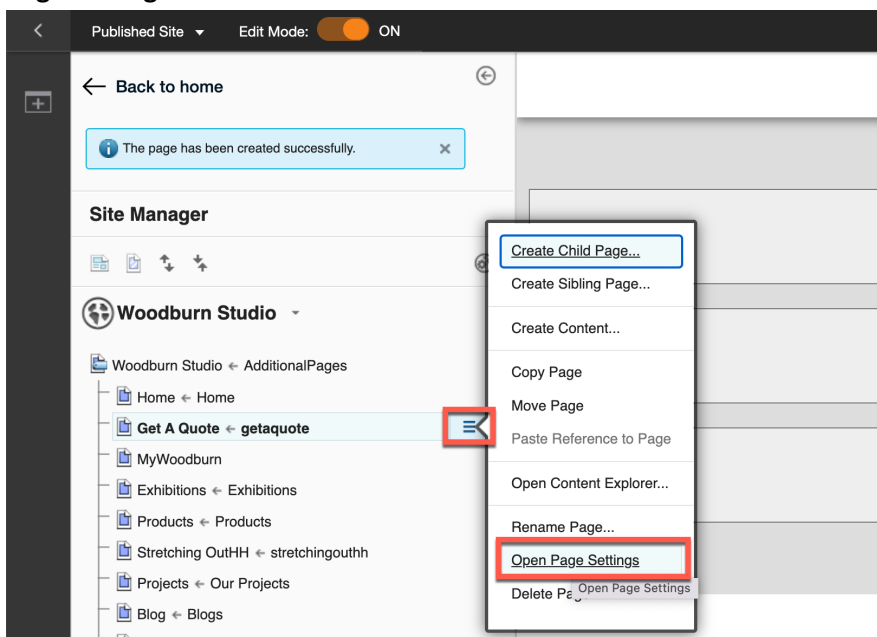 Published Site
Edit Mode:
ON
Back to home
The page has been created successfully.
Site Manager
Woodburn Studio
Woodburn Studio ← AdditionalPages
Home ← Home
Get A Quote ← getaquote
MyWoodburn
Exhibitions ← Exhibitions
Products ← Products
Stretching OutHH ← stretchingouthh
Projects ← Our Projects
Blog ← Blogs
Create Child Page...
Create Sibling Page...
Create Content...
Copy Page
Move Page
Paste Reference to Page
Open Content Explorer...
Rename Page...
Open Page Settings
Delete
Open Page Settings